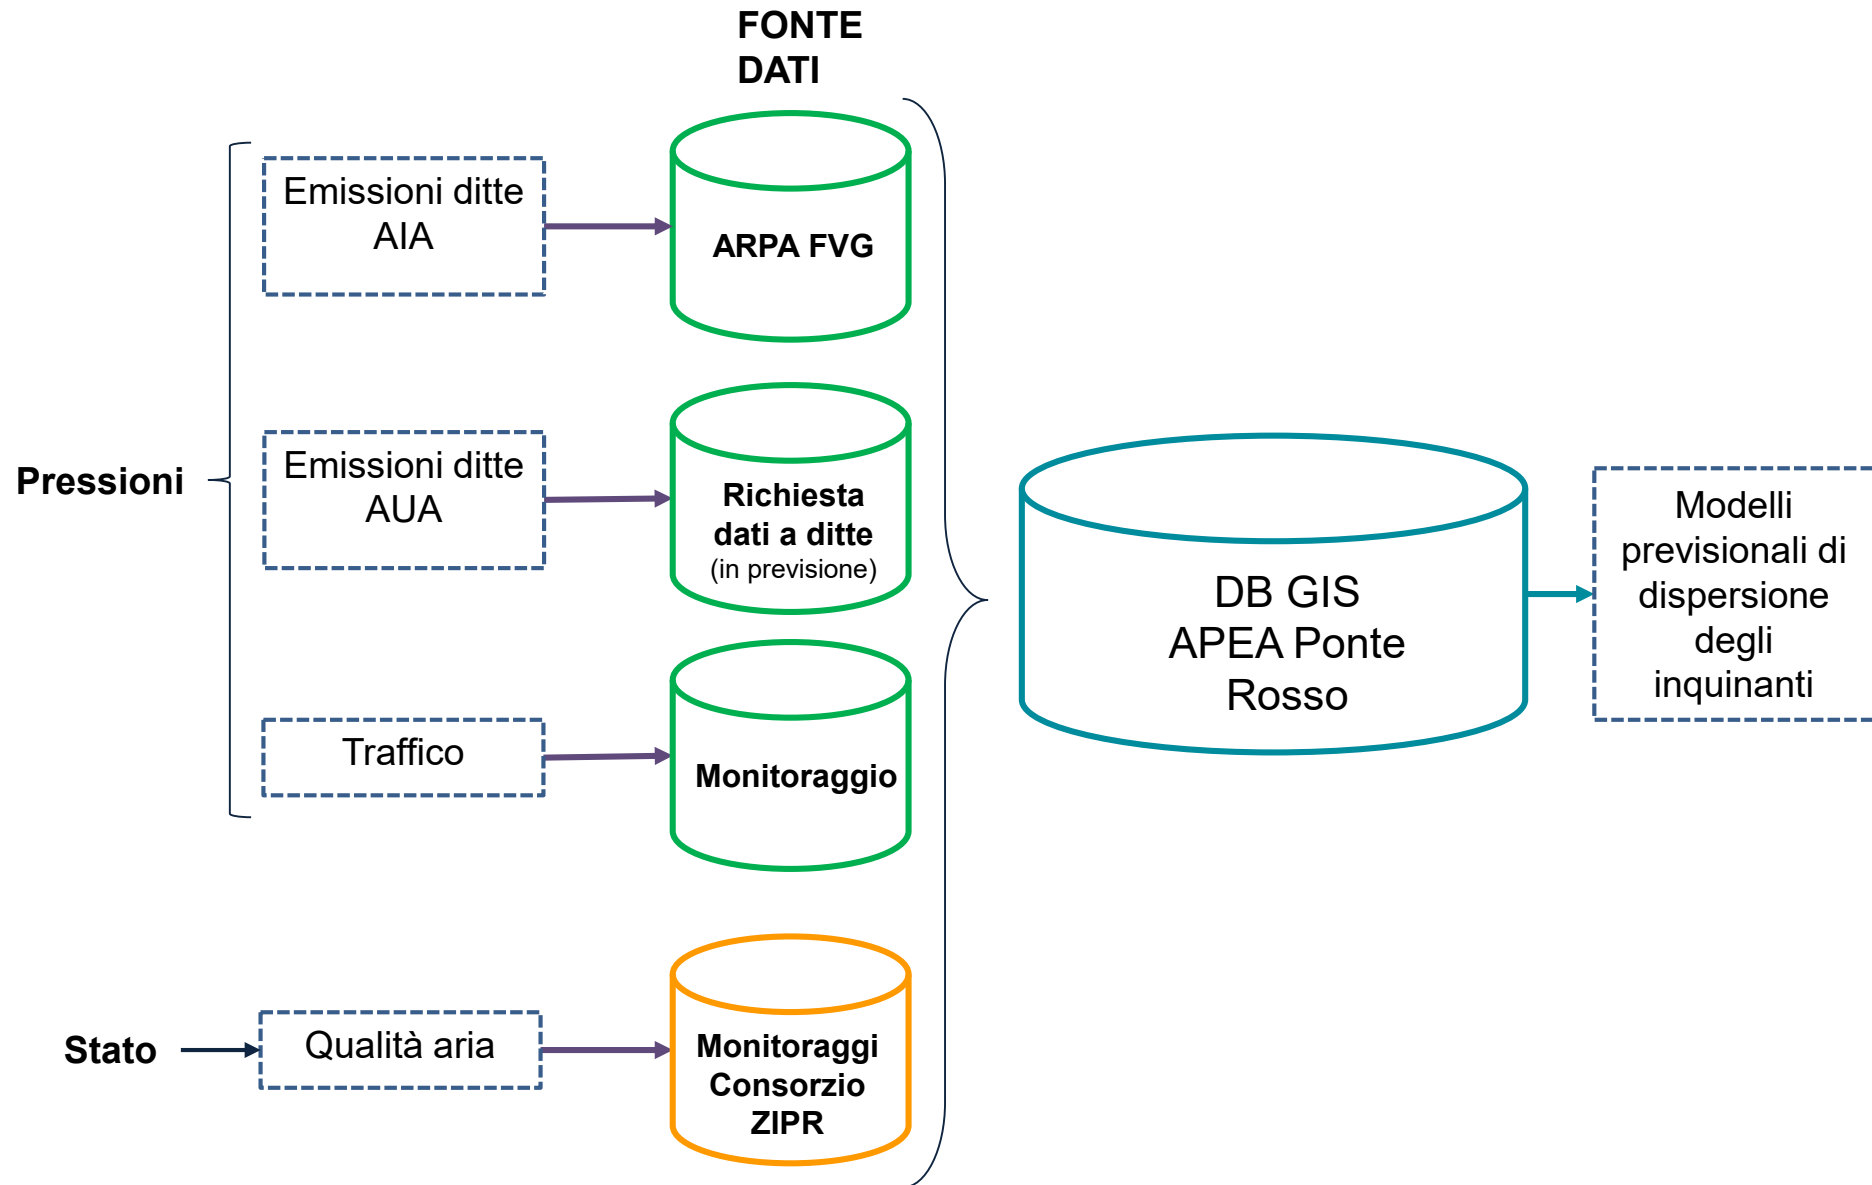 FONTE
DATI
Pressioni
Emissioni ditte
AIA
ARPA FVG
Emissioni ditte
AUA
Richiesta
dati a ditte
(in previsione)
Traffico
Monitoraggio
Stato
Qualità aria
Monitoraggi
Consorzio
ZIPR
DB GIS
APEA Ponte
Rosso
Modelli
previsionali di
dispersione
degli
inquinanti